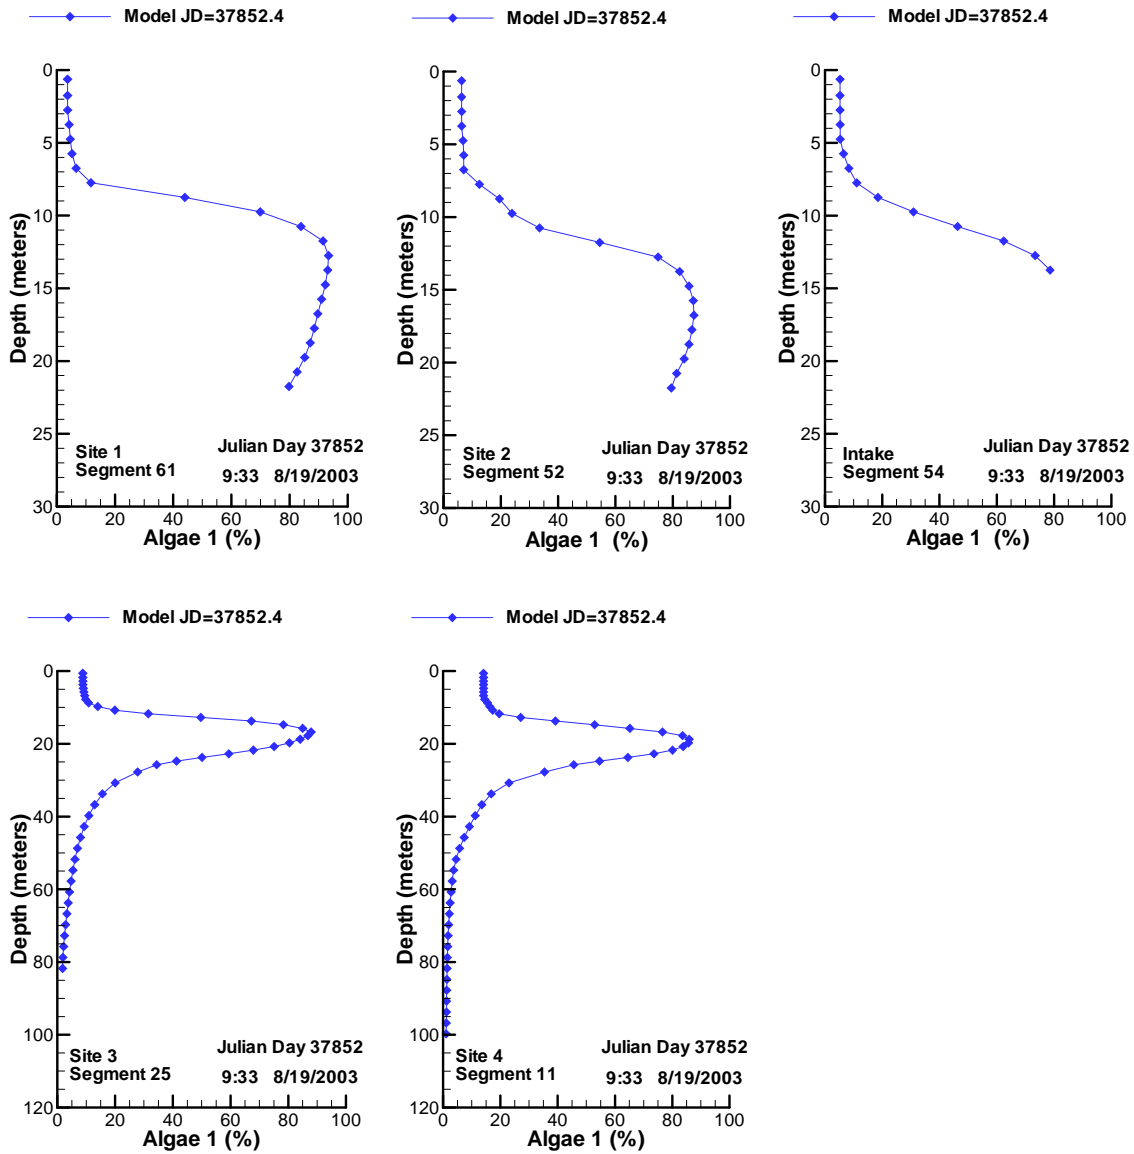 Model JD=37852.4
0
5
10
15
20
25
30
Depth (meters)
Site 1
Segment 61
Julian Day 37852
9:33 8/19/2003
0 20 40 60 80 100
Algae 1 (%)
Model JD=37852.4
0
5
10
15
20
25
30
Depth (meters)
Site 2
Segment 52
Julian Day 37852
9:33 8/19/2003
0 20 40 60 80 100
Algae 1 (%)
Model JD=37852.4
0
5
10
15
20
25
30
Depth (meters)
Intake
Segment 54
Julian Day 37852
9:33 8/19/2003
0 20 40 60 80 100
Algae 1 (%)
Model JD=37852.4
0
20
40
60
80
100
120
Depth (meters)
Site 3
Segment 25
Julian Day 37852
9:33 8/19/2003
0 20 40 60 80 100
Algae 1 (%)
Model JD=37852.4
0
20
40
60
80
100
120
Depth (meters)
Site 4
Segment 11
Julian Day 37852
9:33 8/19/2003
0 20 40 60 80 100
Algae 1 (%)